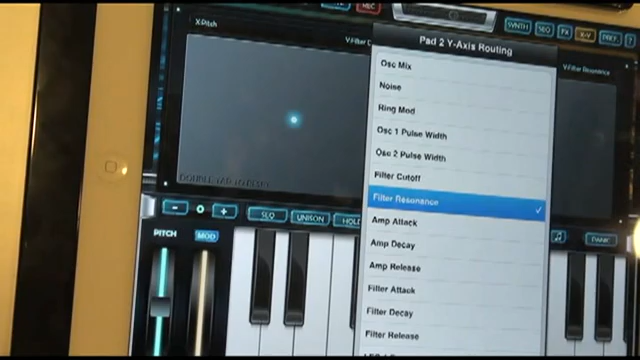 REC
SYNTH
SEQ
FX
X-Y
X-Pitch
Y-Filter
Pad 2 Y-Axis Routing
Y-Filter Resonance
Osc Mix
Noise
Ring Mod
Osc 1 Pulse Width
Osc 2 Pulse Width
Filter Cutoff
Filter Resonance
DOUBLE TAP TO
- 0 +
SEQ
UNISON
HOLD
PITCH
MOD
Amp Attack
Amp Decay
Amp Release
Filter Attack
Filter Decay
Filter Release